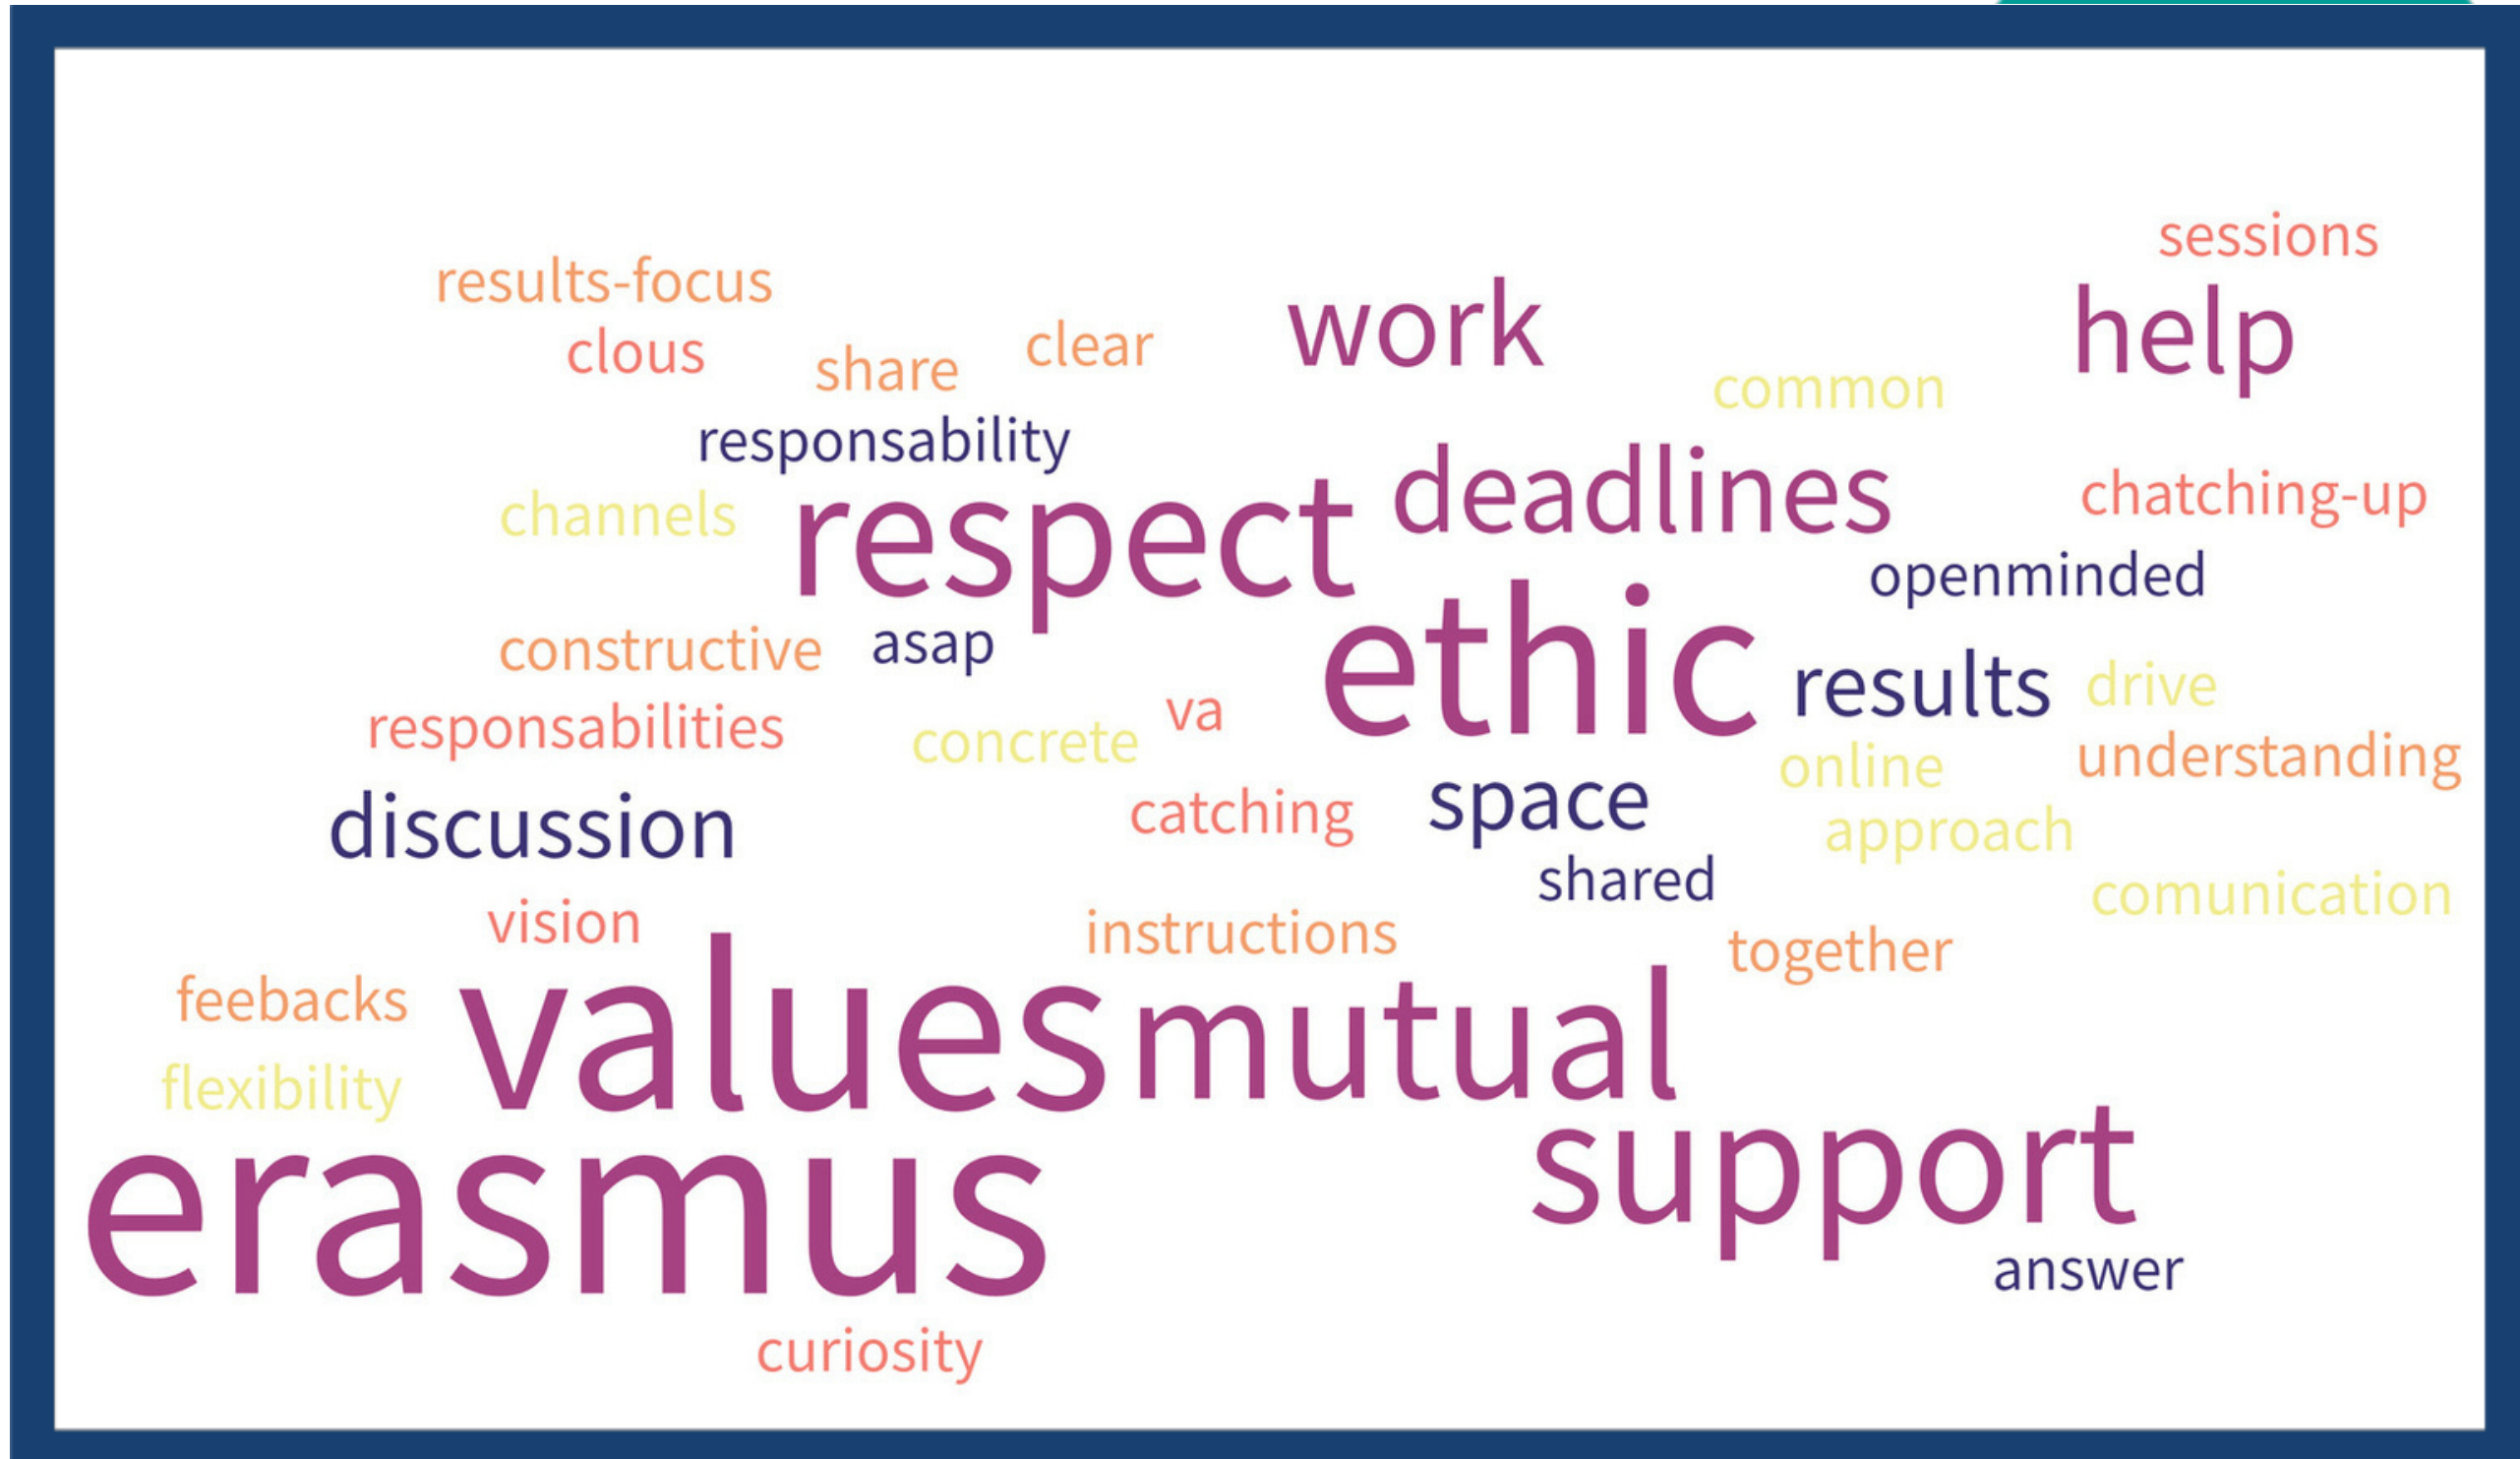 sessions
results-focus
work
help
clous
share
clear
common
responsability
deadlines
channels
respect
chatching-up
openminded
constructive
asap
ethic
results
drive
responsabilities
concrete
va
online
understanding
discussion
catching
space
approach
shared
comunication
vision
instructions
together
feebacks
values
mutual
flexibility
erasmus
support
answer
curiosity